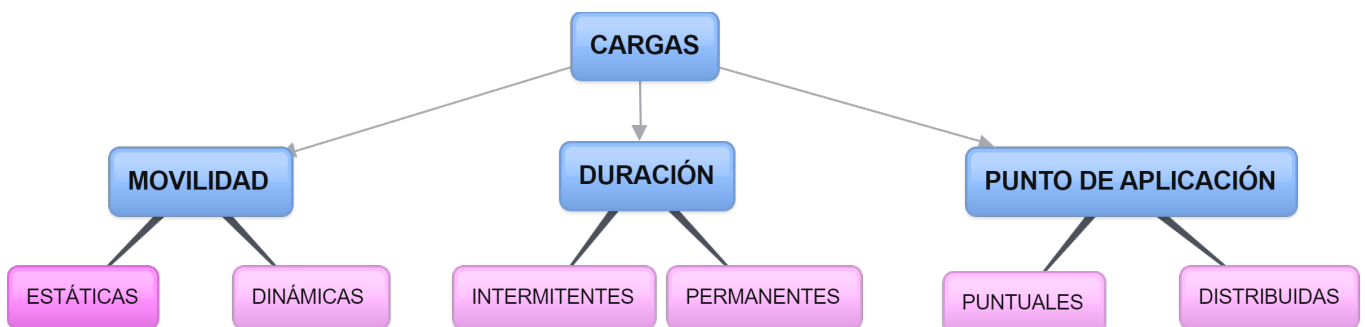 CARGAS
MOVILIDAD
DURACIÓN
PUNTO DE APLICACIÓN
ESTÁTICAS
DINÁMICAS
INTERMITENTES
PERMANENTES
PUNTUALES
DISTRIBUIDAS